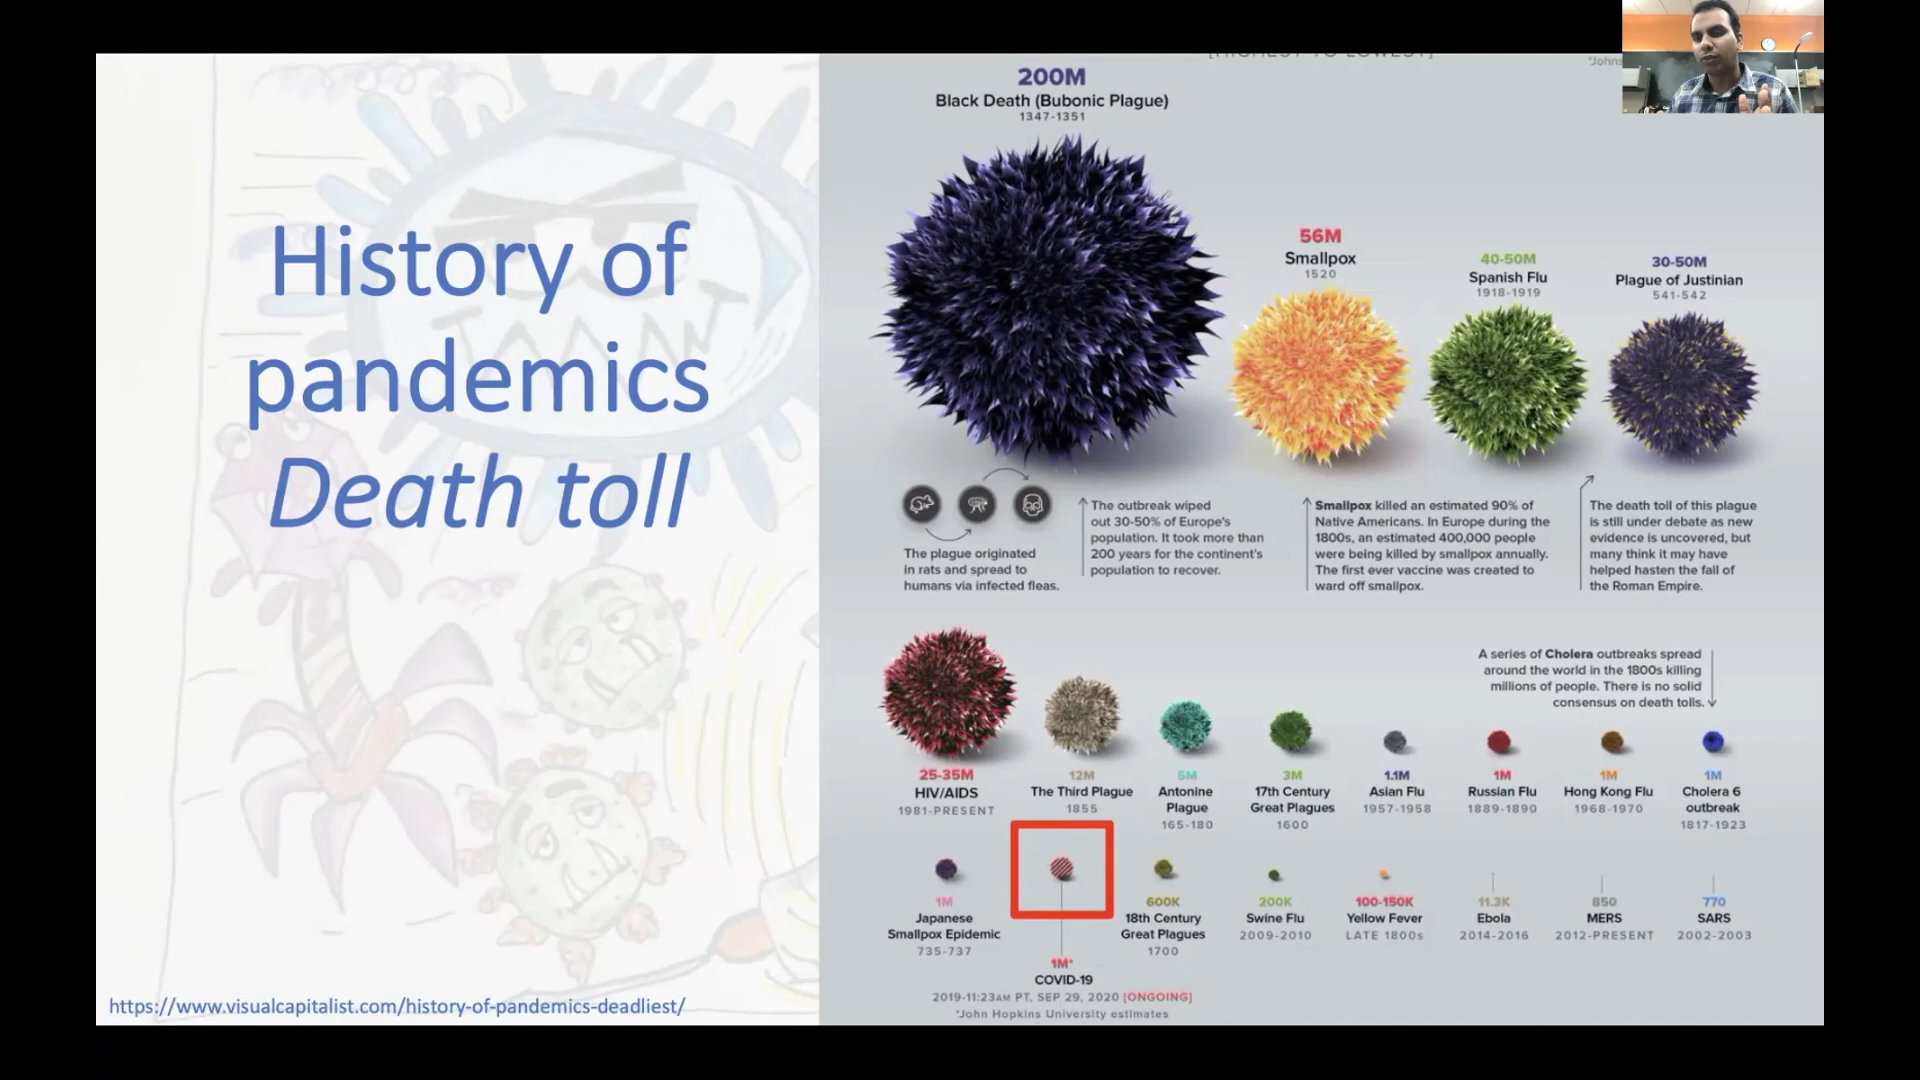 History of
pandemics
Death toll
https://www.visualcapitalist.com/history-of-pandemics-deadliest/
[HIGHEST TO LOWEST]
*Johns
200M
Black Death (Bubonic Plague)
1347-1351
56M
Smallpox
1520
40-50M
Spanish Flu
1918-1919
30-50M
Plague of Justinian
541-542
The plague originated
in rats and spread to
humans via infected fleas.
The outbreak wiped
out 30-50% of Europe's
population. It took more than
200 years for the continent's
population to recover.
Smallpox killed an estimated 90% of
Native Americans. In Europe during the
1800s, an estimated 400,000 people
were being killed by smallpox annually.
The first ever vaccine was created to
ward off smallpox.
The death toll of this plague
is still under debate as new
evidence is uncovered, but
many think it may have
helped hasten the fall of
the Roman Empire.
A series of Cholera outbreaks spread
around the world in the 1800s killing
millions of people. There is no solid
consensus on death tolls.
25-35M
HIV/AIDS
1981-PRESENT
12M
The Third Plague
1855
5M
Antonine
Plague
165-180
3M
17th Century
Great Plagues
1600
1.1M
Asian Flu
1957-1958
1M
Russian Flu
1889-1890
1M
Hong Kong Flu
1968-1970
1M
Cholera 6
outbreak
1817-1923
1M
Japanese
Smallpox Epidemic
735-737
1M*
COVID-19
2019-11:23AM PT, SEP 29, 2020 [ONGOING]
*John Hopkins University estimates
600K
18th Century
Great Plagues
1700
200K
Swine Flu
2009-2010
100-150K
Yellow Fever
LATE 1800s
11.3K
Ebola
2014-2016
850
MERS
2012-PRESENT
770
SARS
2002-2003